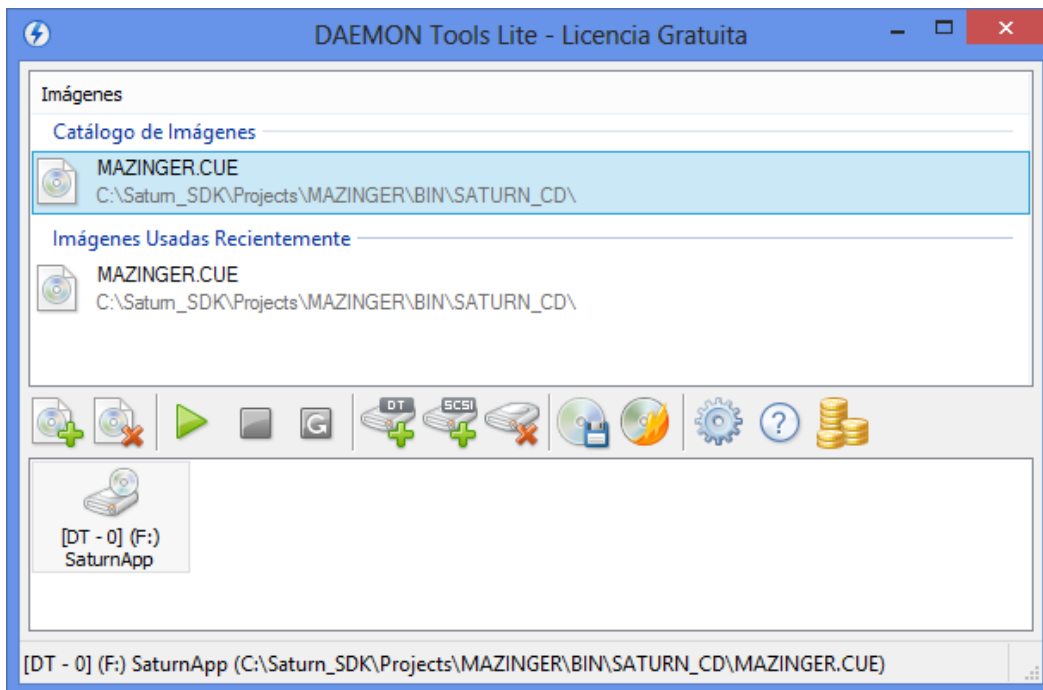 DAEMON Tools Lite - Licencia Gratuita
Imágenes
Catálogo de Imágenes
MAZINGER.CUE
C:\Saturn_SDK\Projects\MAZINGER\BIN\SATURN_CD\
Imágenes Usadas Recientemente
MAZINGER.CUE
C:\Saturn_SDK\Projects\MAZINGER\BIN\SATURN_CD\
G
DT
SCSI
?
[DT - 0] (F:)
SaturnApp
[DT - 0] (F:) SaturnApp (C:\Saturn_SDK\Projects\MAZINGER\BIN\SATURN_CD\MAZINGER.CUE)